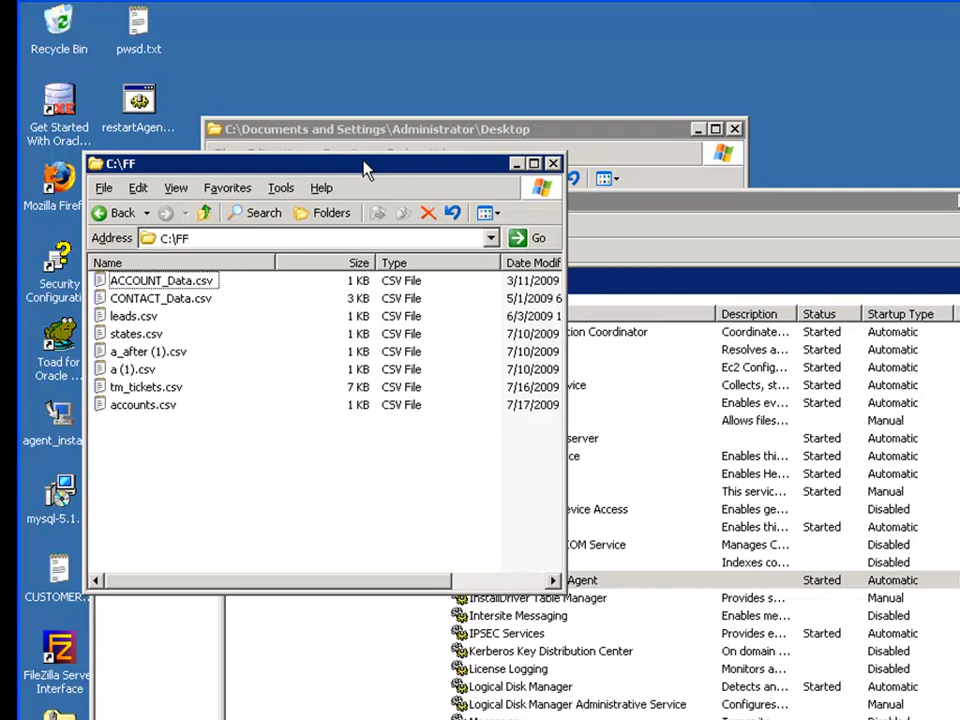 Recycle Bin
pwsd.txt
Get Started
With Oracl...
restartAgen...
Mozilla Firef
Security
Configurati
Toad for
Oracle ...
agent_insta
mysql-5.1.
CUSTOMER
FileZilla Serve
Interface
C:\Documents and Settings\Administrator\Desktop
C:\FF
File Edit View Favorites Tools Help
Back Search Folders
Address C:\FF Go
Name Size Type Date Modif
ACCOUNT_Data.csv 1 KB CSV File 3/11/2009
CONTACT_Data.csv 3 KB CSV File 5/1/2009 6
leads.csv 1 KB CSV File 6/3/2009 1
states.csv 1 KB CSV File 7/10/2009
a_after (1).csv 1 KB CSV File 7/10/2009
a (1).csv 1 KB CSV File 7/10/2009
tm_tickets.csv 7 KB CSV File 7/16/2009
accounts.csv 1 KB CSV File 7/17/2009
Description Status Startup Type
ion Coordinator Coordinate... Started Automatic
Resolves a... Started Automatic
Ec2 Config... Started Automatic
vice Collects, st... Started Automatic
Enables ev... Started Automatic
Allows files... Manual
server Started Automatic
ce Enables thi... Started Automatic
Enables He... Started Automatic
This servic... Started Manual
evice Access Enables ge... Disabled
Enables thi... Started Automatic
COM Service Manages C... Disabled
Indexes co... Disabled
Agent Started Automatic
InstallDriver Table Manager Provides s... Manual
Intersite Messaging Enables me... Disabled
IPSEC Services Provides e... Started Automatic
Kerberos Key Distribution Center On domain ... Disabled
License Logging Monitors a... Disabled
Logical Disk Manager Detects an... Started Automatic
Logical Disk Manager Administrative Service Configures... Manual